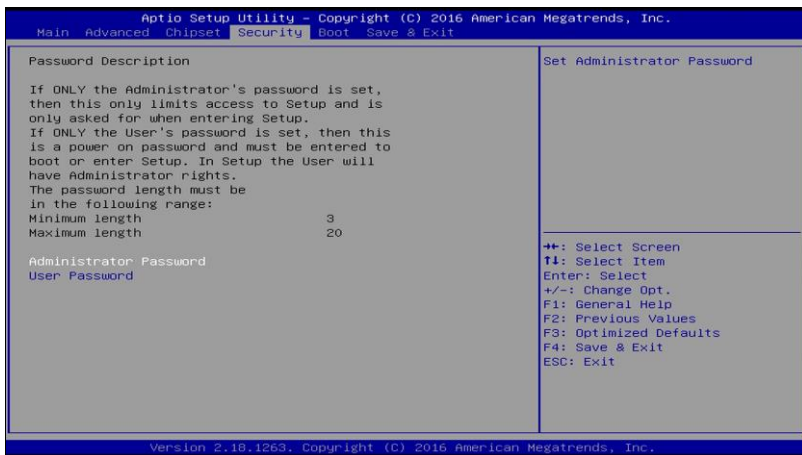 Aptio Setup Utility – Copyright (C) 2016 American Megatrends, Inc.
Main Advanced Chipset Security Boot Save & Exit
Password Description
If ONLY the Administrator's password is set,
then this only limits access to Setup and is
only asked for when entering Setup.
If ONLY the User's password is set, then this
is a power on password and must be entered to
boot or enter Setup. In Setup the User will
have Administrator rights.
The password length must be
in the following range:
Minimum length 3
Maximum length 20
Administrator Password
User Password
Set Administrator Password
→←: Select Screen
↑↓: Select Item
Enter: Select
+/-: Change Opt.
F1: General Help
F2: Previous Values
F3: Optimized Defaults
F4: Save & Exit
ESC: Exit
Version 2.18.1263. Copyright (C) 2016 American Megatrends, Inc.